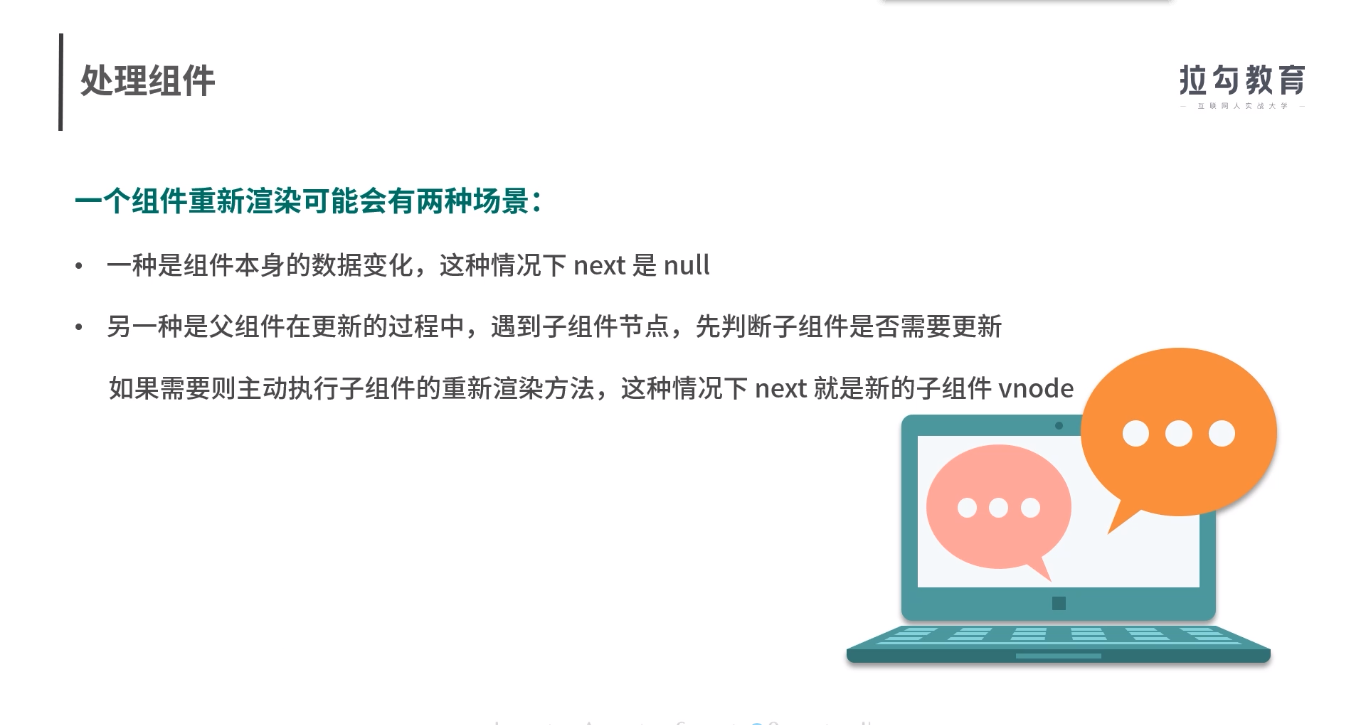 处理组件
拉勾教育
— 互联网人实战大学 —
一个组件重新渲染可能会有两种场景：
• 一种是组件本身的数据变化，这种情况下 next 是 null
• 另一种是父组件在更新的过程中，遇到子组件节点，先判断子组件是否需要更新
如果需要则主动执行子组件的重新渲染方法，这种情况下 next 就是新的子组件 vnode